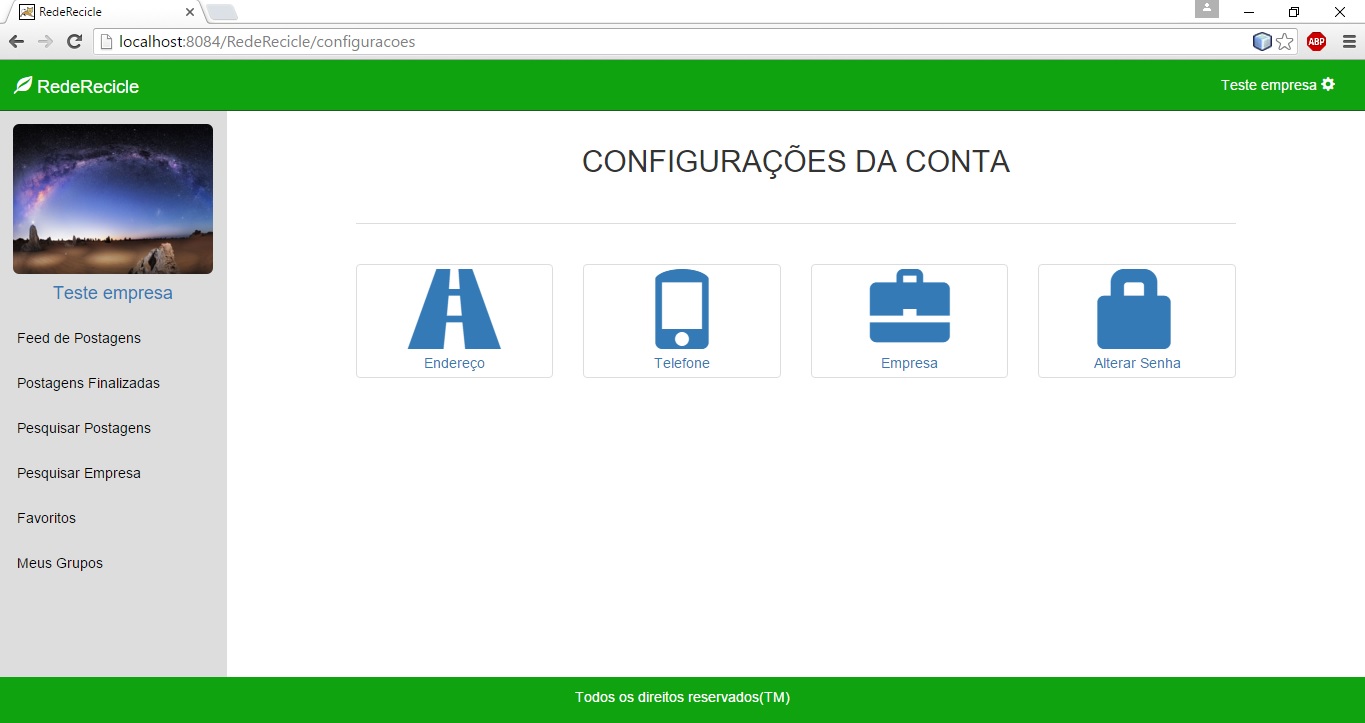 RedeRecicle
localhost:8084/RedeRecicle/configuracoes
ABP
RedeRecicle
Teste empresa
Teste empresa
Feed de Postagens
Postagens Finalizadas
Pesquisar Postagens
Pesquisar Empresa
Favoritos
Meus Grupos
CONFIGURAÇÕES DA CONTA
Endereço
Telefone
Empresa
Alterar Senha
Todos os direitos reservados(TM)